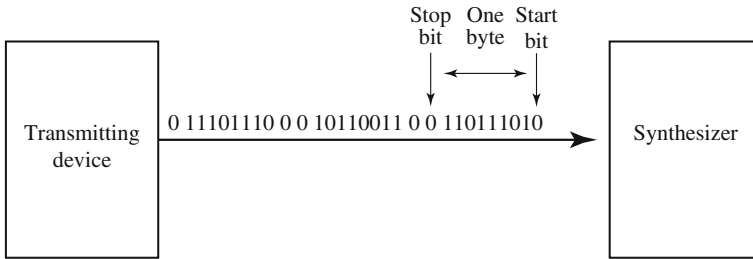 Stop One Start
bit byte bit
0 11101110 0 0 10110011 0 0 110111010
Transmitting
device
Synthesizer